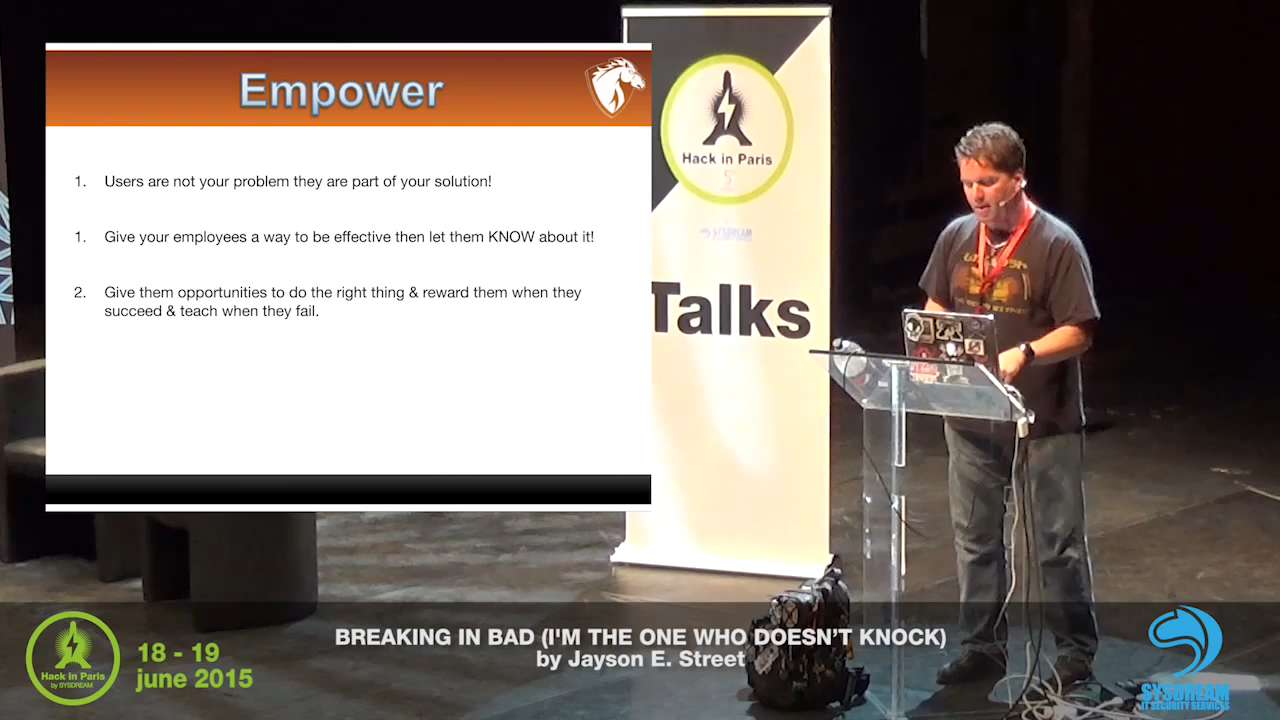 Empower
1. Users are not your problem they are part of your solution!
1. Give your employees a way to be effective then let them KNOW about it!
2. Give them opportunities to do the right thing & reward them when they
succeed & teach when they fail.
Hack in Paris
5
SYSDREAM
Talks
Hack in Paris
by SYSDREAM
18 - 19
june 2015
BREAKING IN BAD (I'M THE ONE WHO DOESN’T KNOCK)
by Jayson E. Street
SYSDREAM
IT SECURITY SERVICES